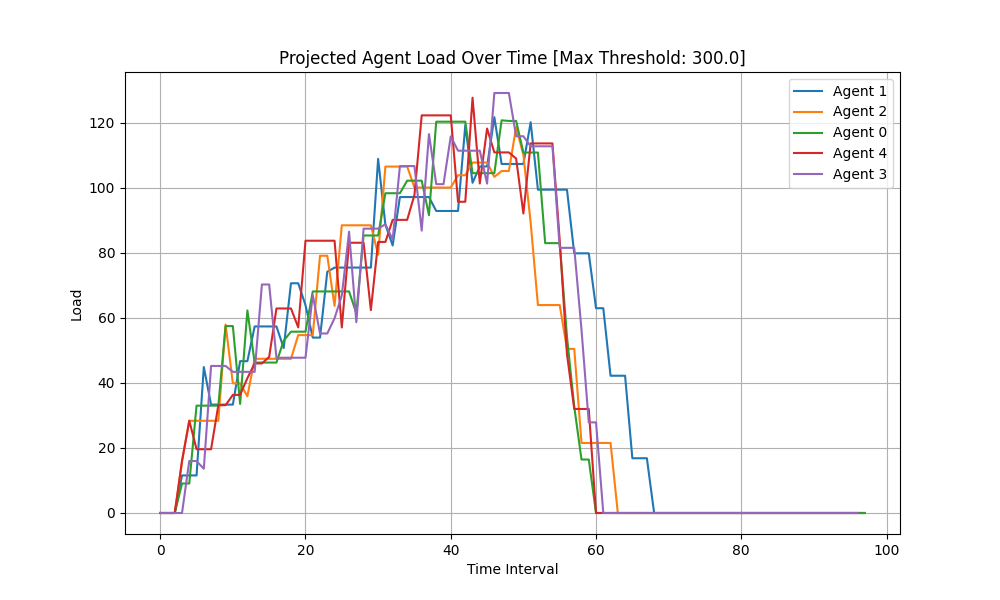 Projected Agent Load Over Time [Max Threshold: 300.0]
Load
120
100
80
60
40
20
0
0
20
40
60
80
100
Time Interval
Agent 1
Agent 2
Agent 0
Agent 4
Agent 3